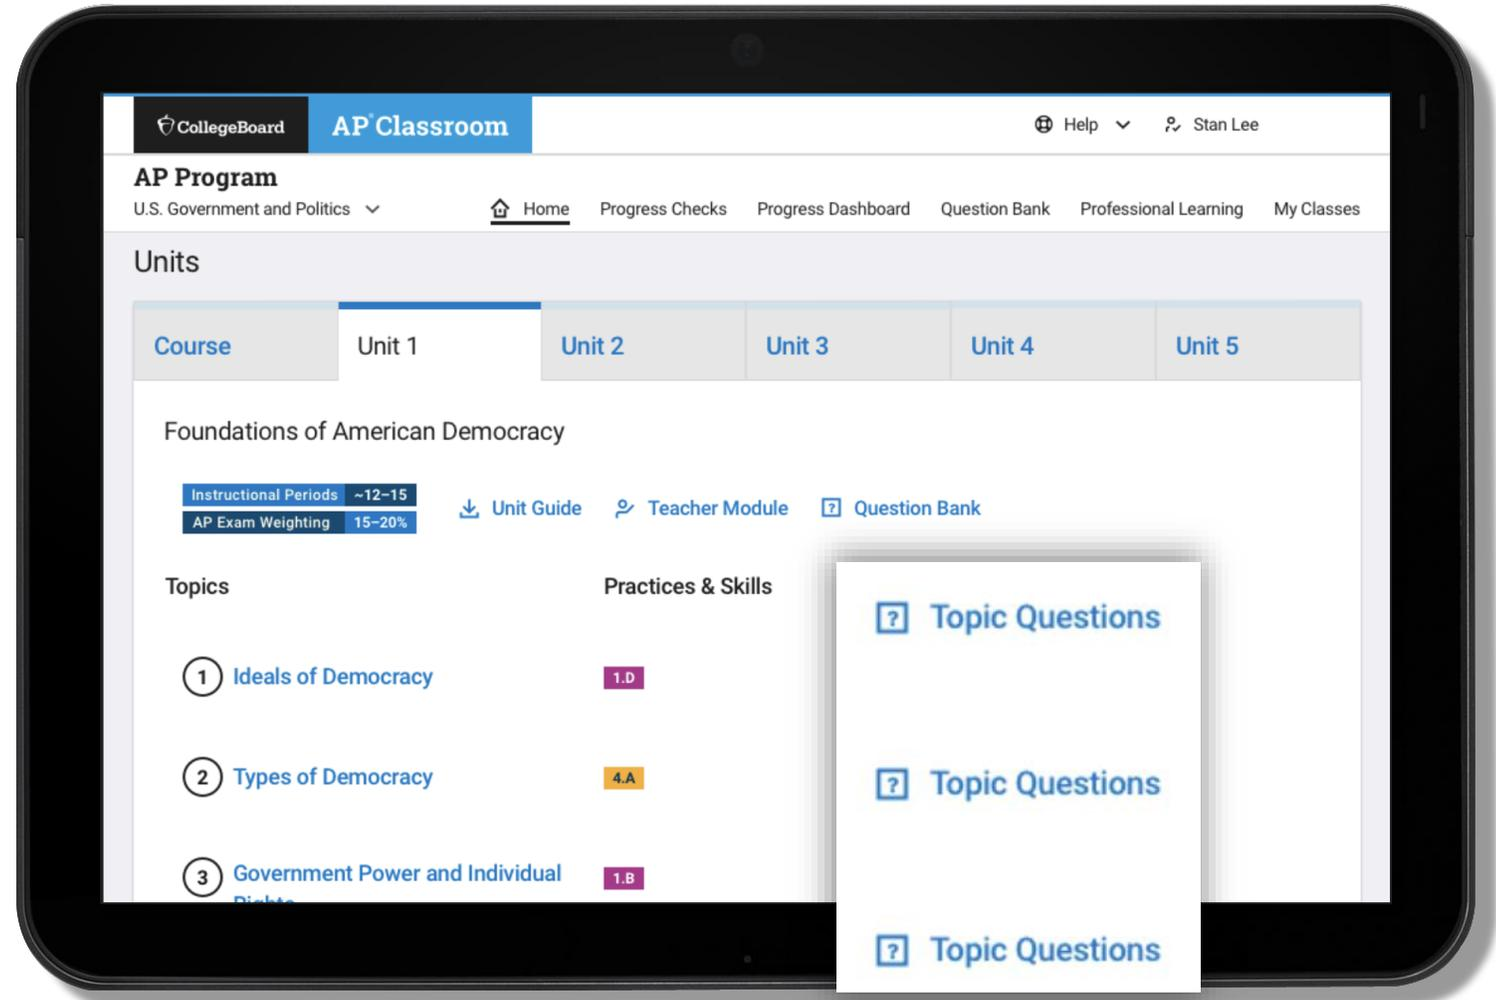 CollegeBoard AP® Classroom Help Stan Lee
AP Program
U.S. Government and Politics Home Progress Checks Progress Dashboard Question Bank Professional Learning My Classes
Units
Course Unit 1 Unit 2 Unit 3 Unit 4 Unit 5
Foundations of American Democracy
Instructional Periods ~12–15
AP Exam Weighting 15–20%
Unit Guide Teacher Module Question Bank
Topics Practices & Skills
Topic Questions
1 Ideals of Democracy 1.D
2 Types of Democracy 4.A
Topic Questions
3 Government Power and Individual 1.B
Rights
Topic Questions